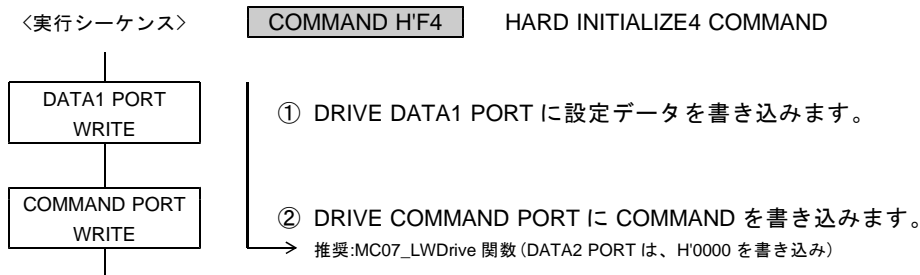 〈実行シーケンス〉 COMMAND H'F4 HARD INITIALIZE4 COMMAND
DATA1 PORT
WRITE
① DRIVE DATA1 PORT に設定データを書き込みます。
COMMAND PORT
WRITE
② DRIVE COMMAND PORT に COMMAND を書き込みます。
推奨:MC07_LWDrive 関数(DATA2 PORT は、H'0000 を書き込み)